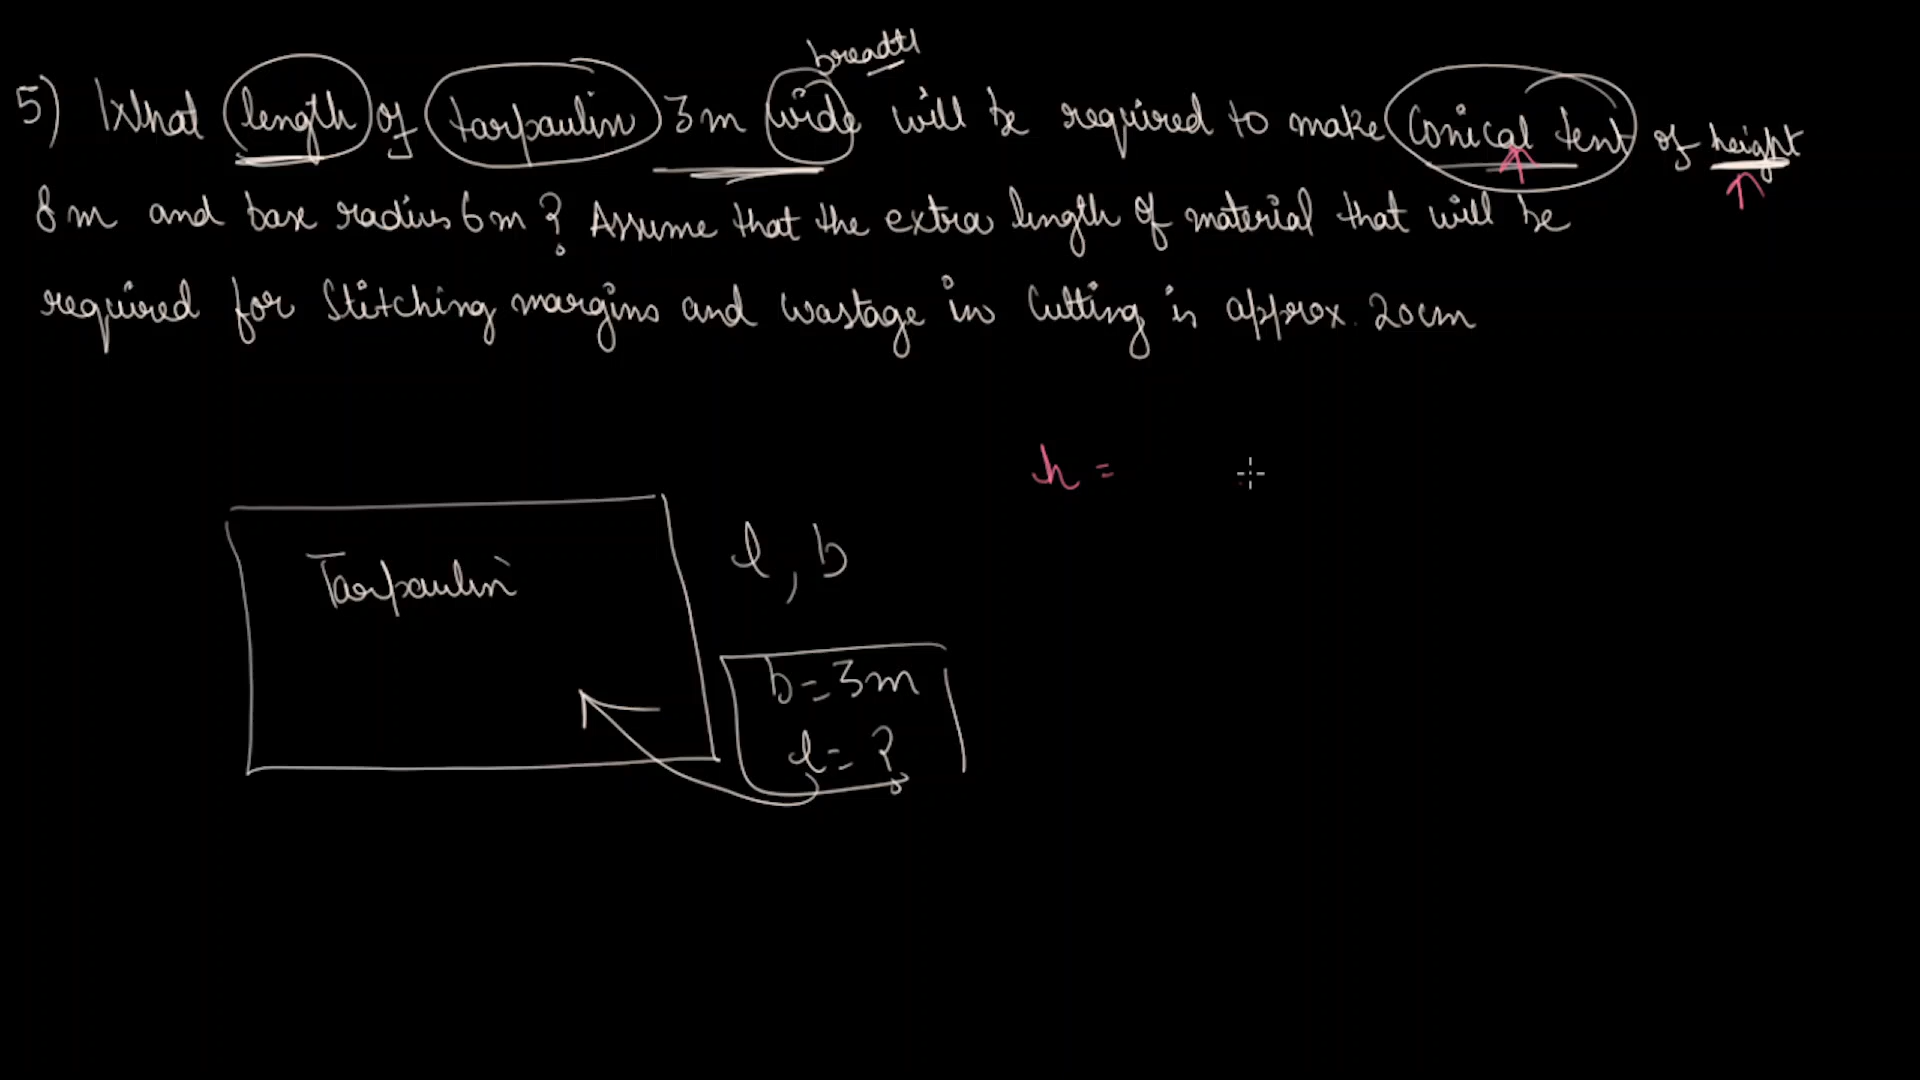 breadth
5) What length of tarpaulin 3m wide will be required to make Conical tent of height
8m and base radius 6m? Assume that the extra length of material that will be
required for Stitching margins and wastage in Cutting is approx. 20cm
h =
Tarpaulin
l, b
b=3m
l=?